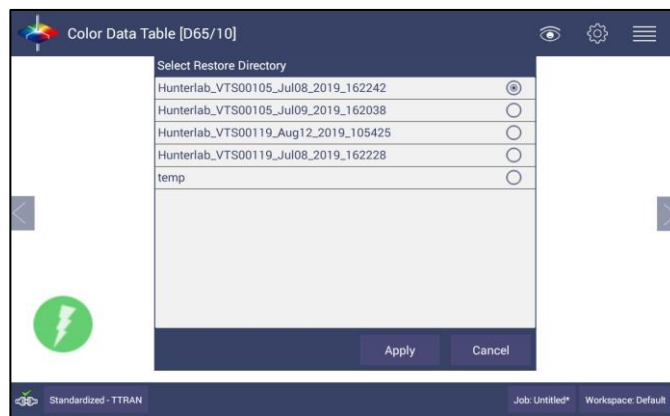 Color Data Table [D65/10]
Select Restore Directory
Hunterlab_VTS00105_Jul08_2019_162242
Hunterlab_VTS00105_Jul09_2019_162038
Hunterlab_VTS00119_Aug12_2019_105425
Hunterlab_VTS00119_Jul08_2019_162228
temp
Apply Cancel
Standardized - TTRAN Job: Untitled* Workspace: Default